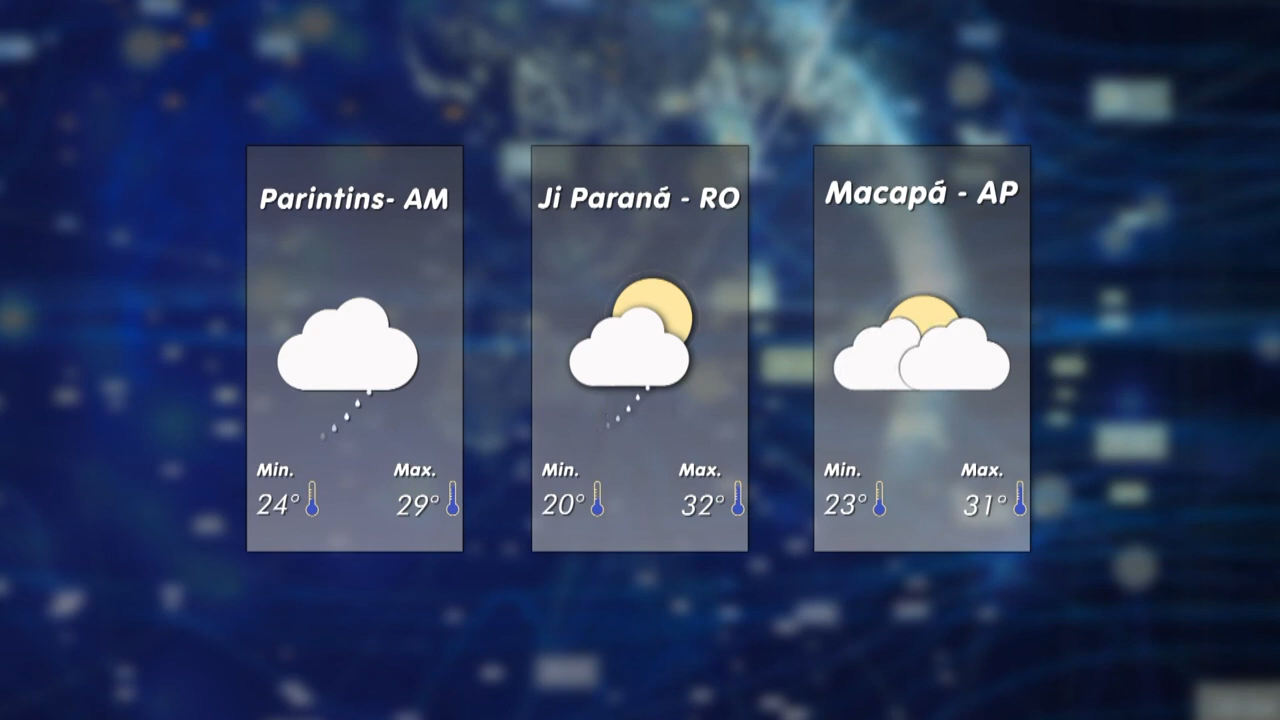 Parintins- AM
Min. Max.
24° 29°
Ji Paraná - RO
Min. Max.
20° 32°
Macapá - AP
Min. Max.
23° 31°